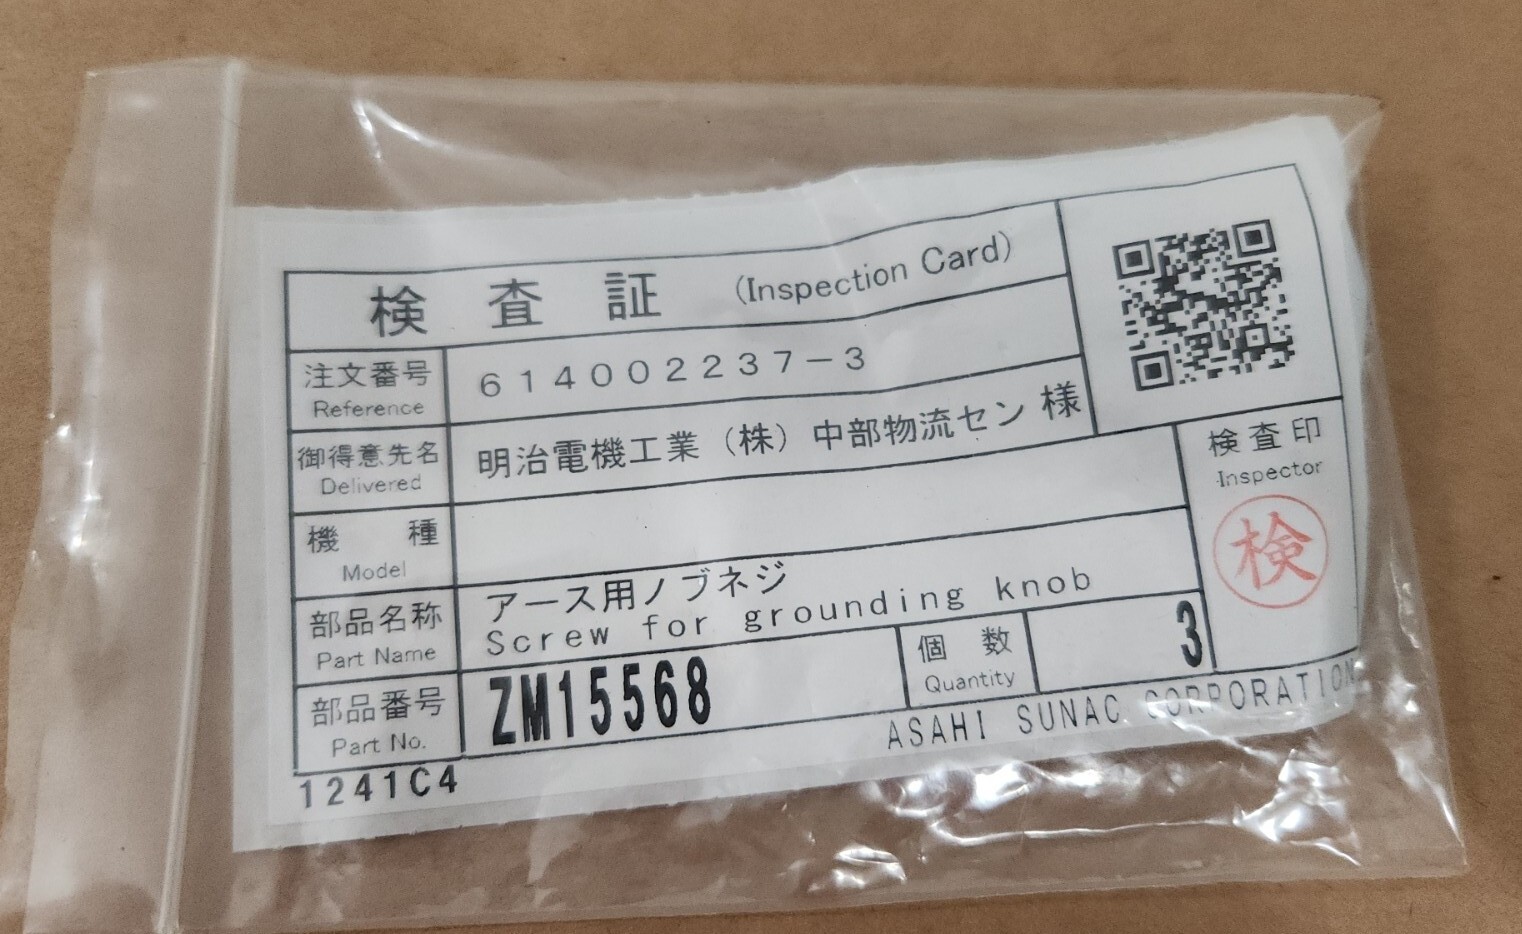 検査証 (Inspection Card)
注文番号 614002237-3
Reference
御得意先名 明治電機工業(株)中部物流セン 様
Delivered
検査印
Inspector
検
機種
Model
部品名称 アース用ノブネジ
Part Name Screw for grounding knob
部品番号 ZM15568
Part No.
個数 3
Quantity
1241C4
ASAHI SUNAC CORPORATION